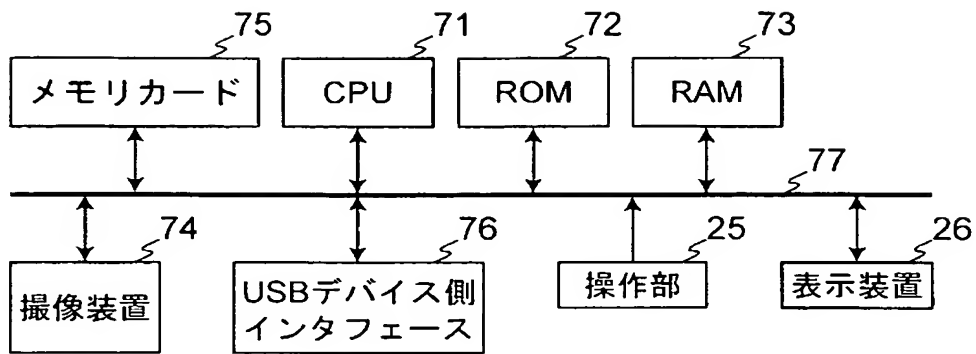 75
71
72
73
メモリカード
CPU
ROM
RAM
77
74
76
25
26
撮像装置
USBデバイス側
インタフェース
操作部
表示装置